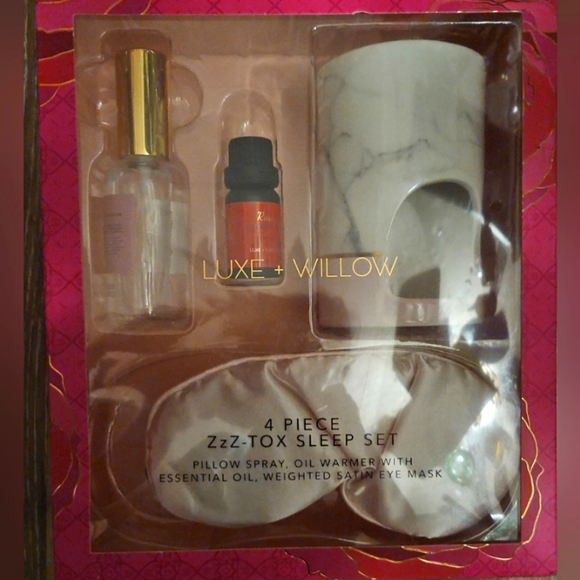 LUXE + WILLOW
4 PIECE
ZzZ-TOX SLEEP SET
PILLOW SPRAY, OIL WARMER WITH
ESSENTIAL OIL, WEIGHTED SATIN EYE MASK